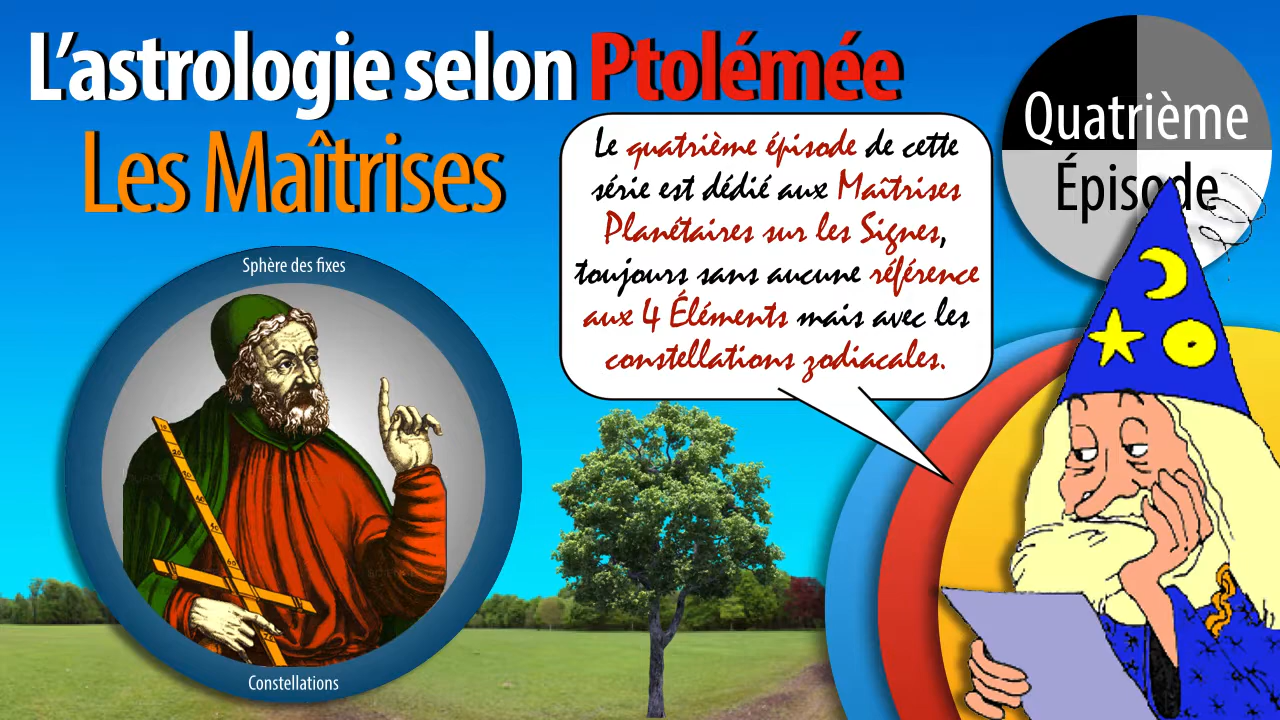 L'astrologie selon Ptolémée
Les Maîtrises
Quatrième
Épisode
Le quatrième épisode de cette
série est dédié aux Maîtrises
Planétaires sur les Signes,
toujours sans aucune référence
aux 4 Éléments mais avec les
constellations zodiacales.
Sphère des fixes
Constellations